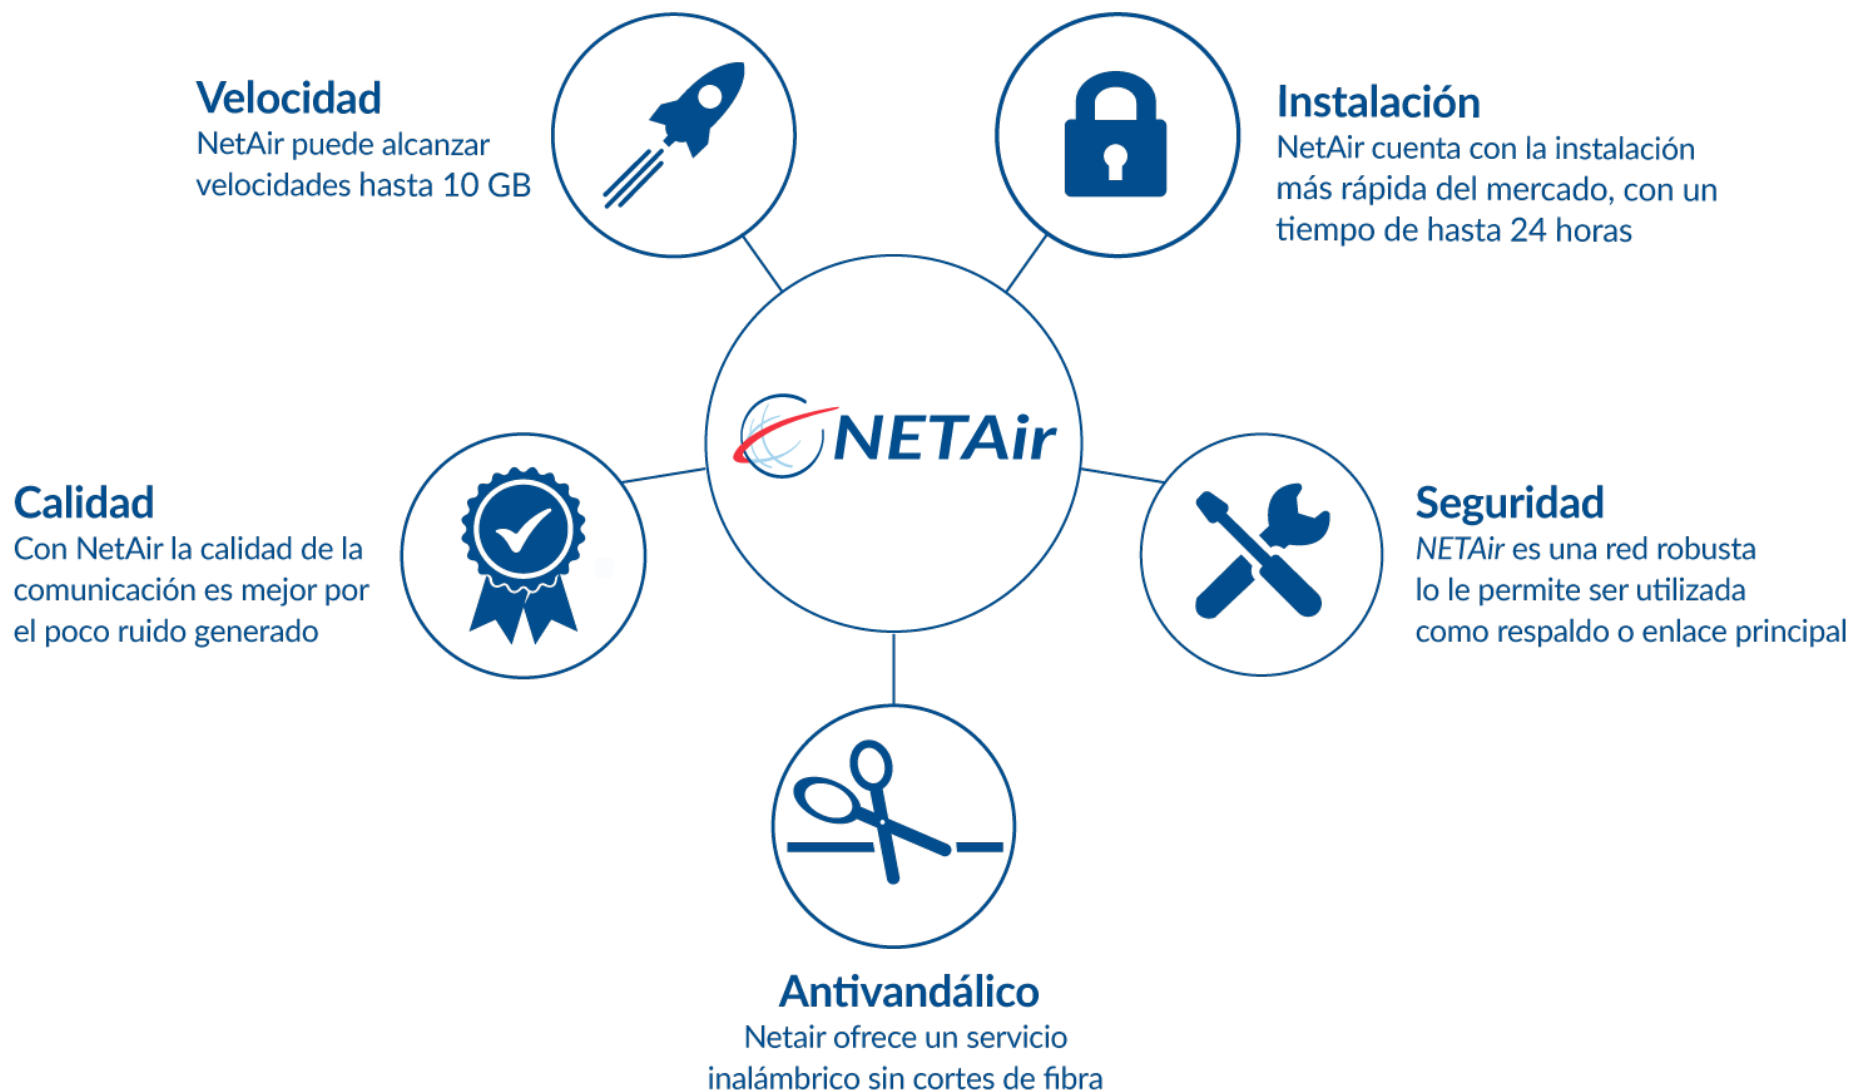 Velocidad
NetAir puede alcanzar
velocidades hasta 10 GB
Instalación
NetAir cuenta con la instalación
más rápida del mercado, con un
tiempo de hasta 24 horas
NETAir
Calidad
Con NetAir la calidad de la
comunicación es mejor por
el poco ruido generado
Seguridad
NETAir es una red robusta
lo le permite ser utilizada
como respaldo o enlace principal
Antivandálico
Netair ofrece un servicio
inalámbrico sin cortes de fibra